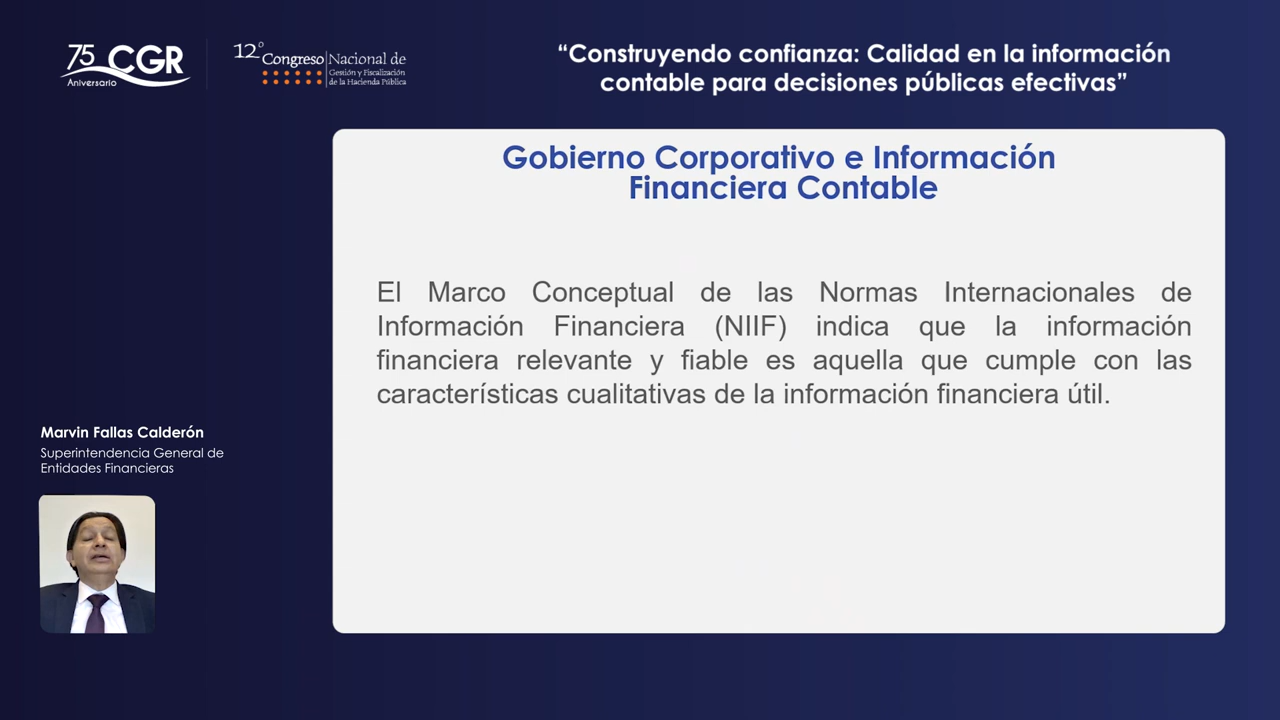 75 CGR
Aniversario
12° Congreso Nacional de
Gestión y Fiscalización
de la Hacienda Pública
“Construyendo confianza: Calidad en la información
contable para decisiones públicas efectivas”
Gobierno Corporativo e Información
Financiera Contable
El Marco Conceptual de las Normas Internacionales de
Información Financiera (NIIF) indica que la información
financiera relevante y fiable es aquella que cumple con las
características cualitativas de la información financiera útil.
Marvin Fallas Calderón
Superintendencia General de
Entidades Financieras